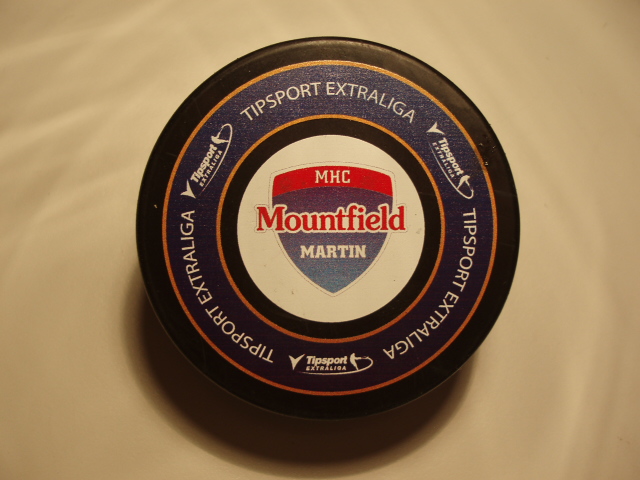 TIPSPORT EXTRALIGA
Tipsport
EXTRALIGA
Tipsport
EXTRALIGA
MHC
Mountfield
MARTIN
TIPSPORT EXTRALIGA
TIPSPORT EXTRALIGA
Tipsport
EXTRALIGA